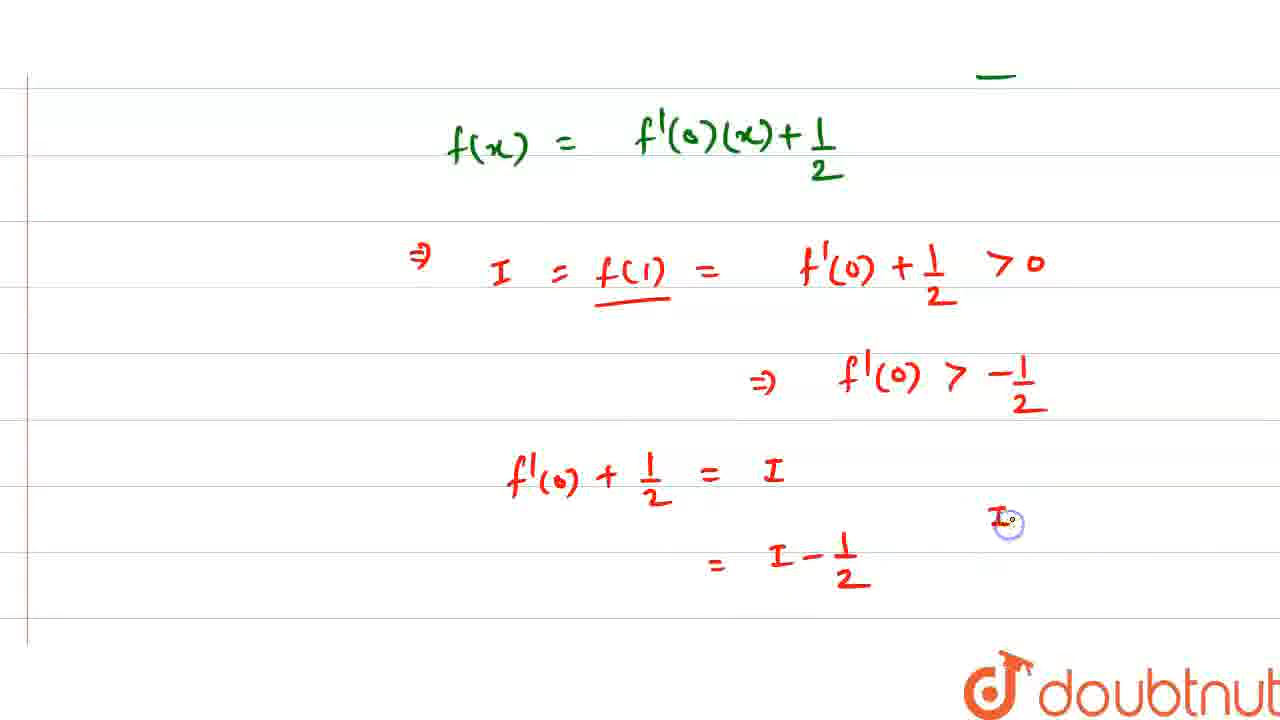 f(x) = f'(0)(x) + 1/2
⇒ I = f(1) = f'(0) + 1/2 > 0
⇒ f'(0) > -1/2
f'(0) + 1/2 = I
I
= I - 1/2
doubtnut